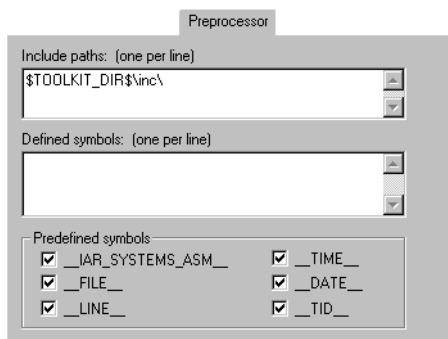 Preprocessor
Include paths: (one per line)
$TOOLKIT_DIR$\inc\
Defined symbols: (one per line)
Predefined symbols
__IAR_SYSTEMS_ASM__ __TIME__
__FILE__ __DATE__
__LINE__ __TID__